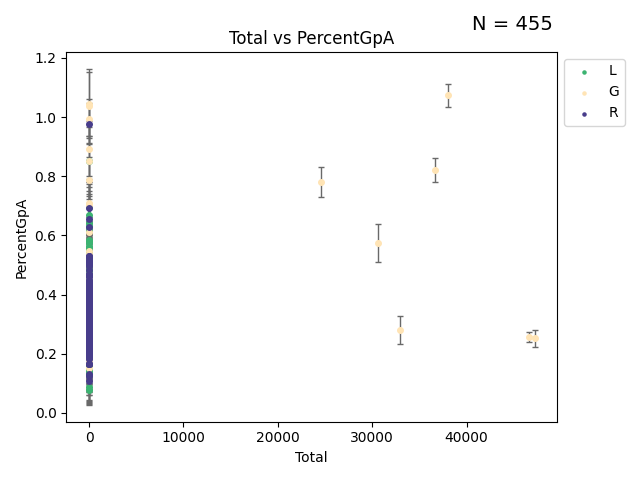 N = 455
Total vs PercentGpA
1.2
1.0
0.8
0.6
0.4
0.2
0.0
PercentGpA
0 10000 20000 30000 40000
Total
L
G
R